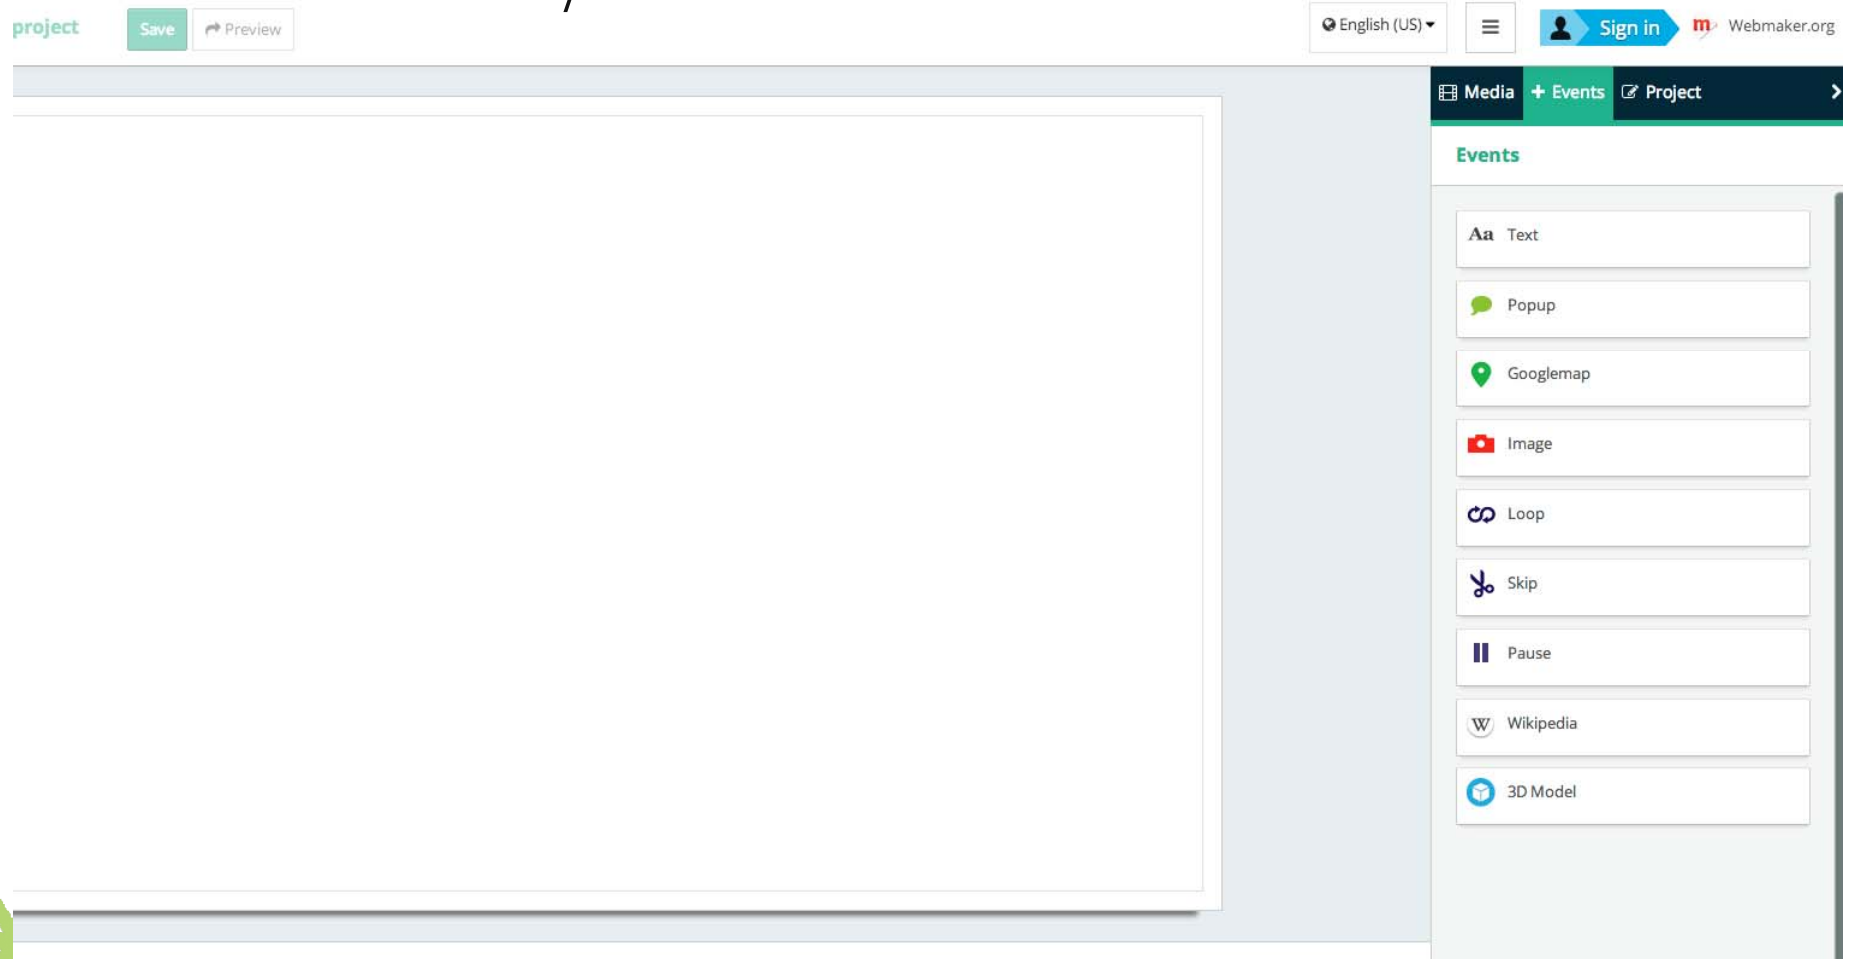 project Save Preview English (US) Sign in Webmaker.org
Media + Events Project
Events
Aa Text
Popup
Googlemap
Image
Loop
Skip
Pause
W Wikipedia
3D Model